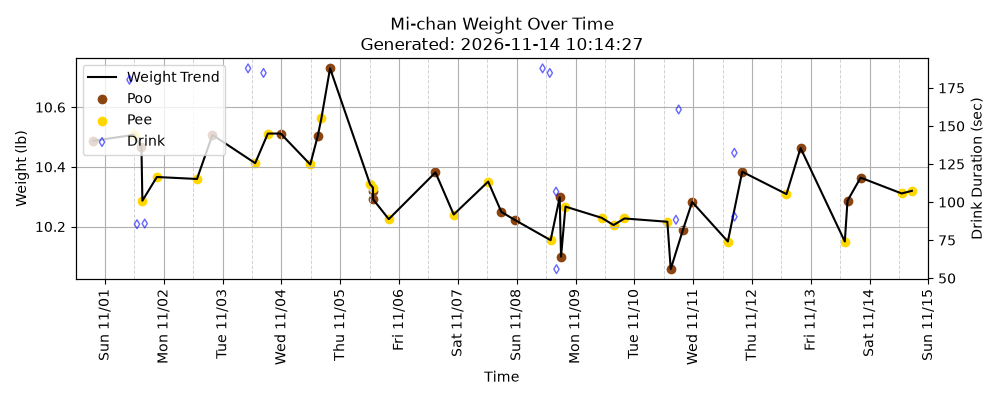 Mi-chan Weight Over Time
Generated: 2026-11-14 10:14:27
Weight (lb)
10.6
10.4
10.2
Weight Trend
Poo
Pee
Drink
175
150
125
100
75
50
Drink Duration (sec)
Sun 11/01
Mon 11/02
Tue 11/03
Wed 11/04
Thu 11/05
Fri 11/06
Sat 11/07
Sun 11/08
Mon 11/09
Tue 11/10
Wed 11/11
Thu 11/12
Fri 11/13
Sat 11/14
Sun 11/15
Time